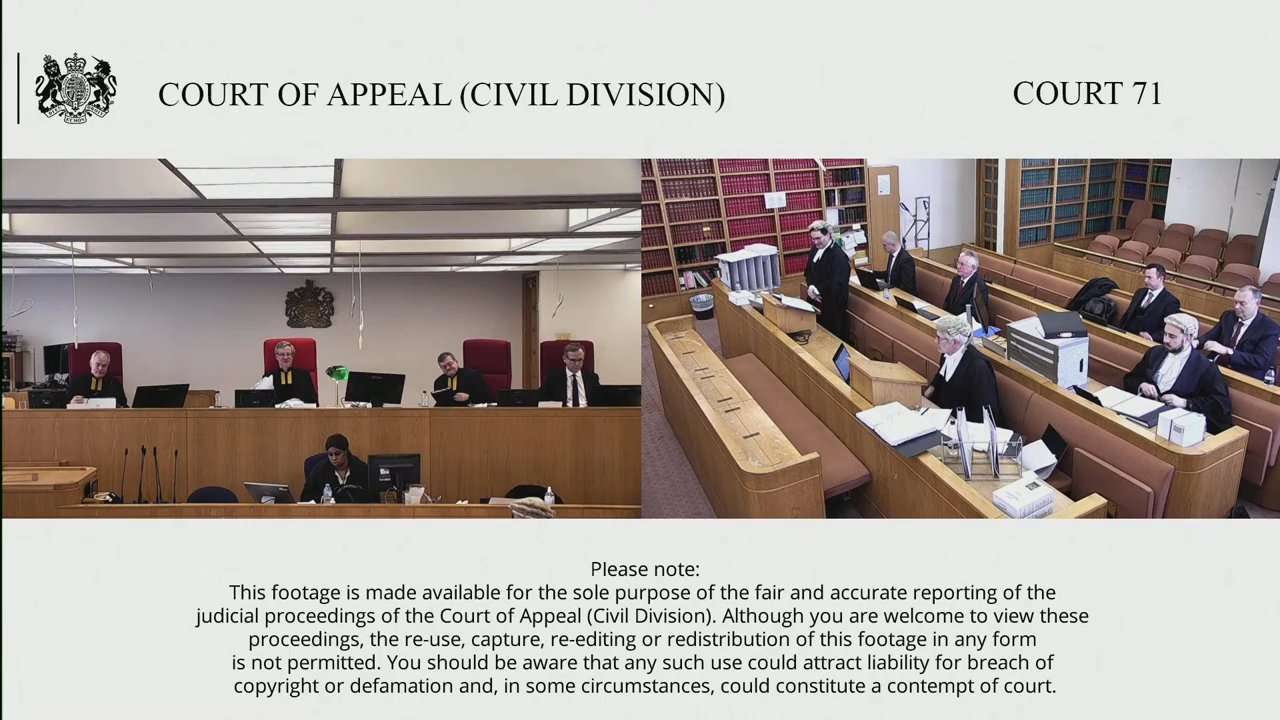 COURT OF APPEAL (CIVIL DIVISION)
COURT 71
Please note:
This footage is made available for the sole purpose of the fair and accurate reporting of the
judicial proceedings of the Court of Appeal (Civil Division). Although you are welcome to view these
proceedings, the re-use, capture, re-editing or redistribution of this footage in any form
is not permitted. You should be aware that any such use could attract liability for breach of
copyright or defamation and, in some circumstances, could constitute a contempt of court.